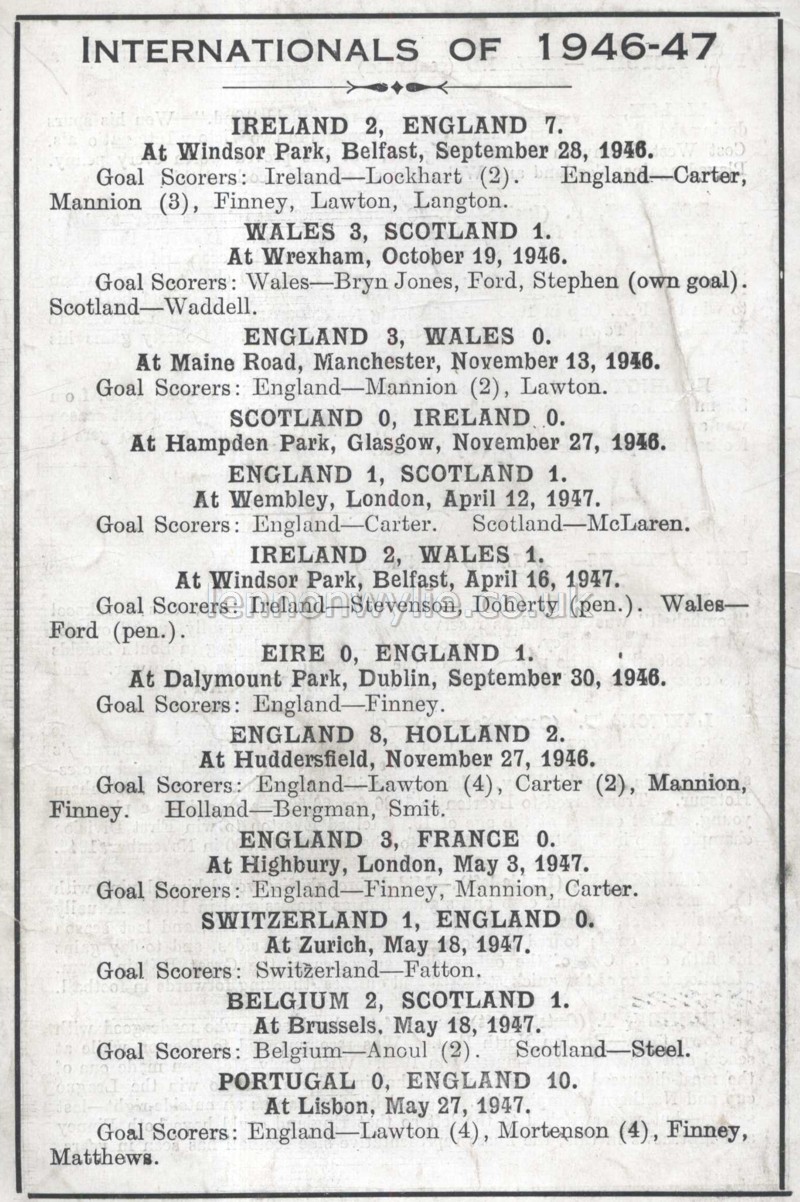 INTERNATIONALS OF 1946-47
IRELAND 2, ENGLAND 7.
At Windsor Park, Belfast, September 28, 1946.
Goal Scorers: Ireland—Lockhart (2). England—Carter,
Mannion (3), Finney, Lawton, Langton.
WALES 3, SCOTLAND 1.
At Wrexham, October 19, 1946.
Goal Scorers: Wales—Bryn Jones, Ford, Stephen (own goal).
Scotland—Waddell.
ENGLAND 3, WALES 0.
At Maine Road, Manchester, November 13, 1946.
Goal Scorers: England—Mannion (2), Lawton.
SCOTLAND 0, IRELAND 0.
At Hampden Park, Glasgow, November 27, 1946.
ENGLAND 1, SCOTLAND 1.
At Wembley, London, April 12, 1947.
Goal Scorers: England—Carter. Scotland—McLaren.
IRELAND 2, WALES 1.
At Windsor Park, Belfast, April 16, 1947.
lennonwylie.co.uk
Goal Scorers: Ireland—Stevenson, Doherty (pen.). Wales—
Ford (pen.).
EIRE 0, ENGLAND 1.
At Dalymount Park, Dublin, September 30, 1946.
Goal Scorers: England—Finney.
ENGLAND 8, HOLLAND 2.
At Huddersfield, November 27, 1946.
Goal Scorers: England—Lawton (4), Carter (2), Mannion,
Finney. Holland—Bergman, Smit.
ENGLAND 3, FRANCE 0.
At Highbury, London, May 3, 1947.
Goal Scorers: England—Finney, Mannion, Carter.
SWITZERLAND 1, ENGLAND 0.
At Zurich, May 18, 1947.
Goal Scorers: Switzerland—Fatton.
BELGIUM 2, SCOTLAND 1.
At Brussels, May 18, 1947.
Goal Scorers: Belgium—Anoul (2). Scotland—Steel.
PORTUGAL 0, ENGLAND 10.
At Lisbon, May 27, 1947.
Goal Scorers: England—Lawton (4), Mortenson (4), Finney,
Matthews.